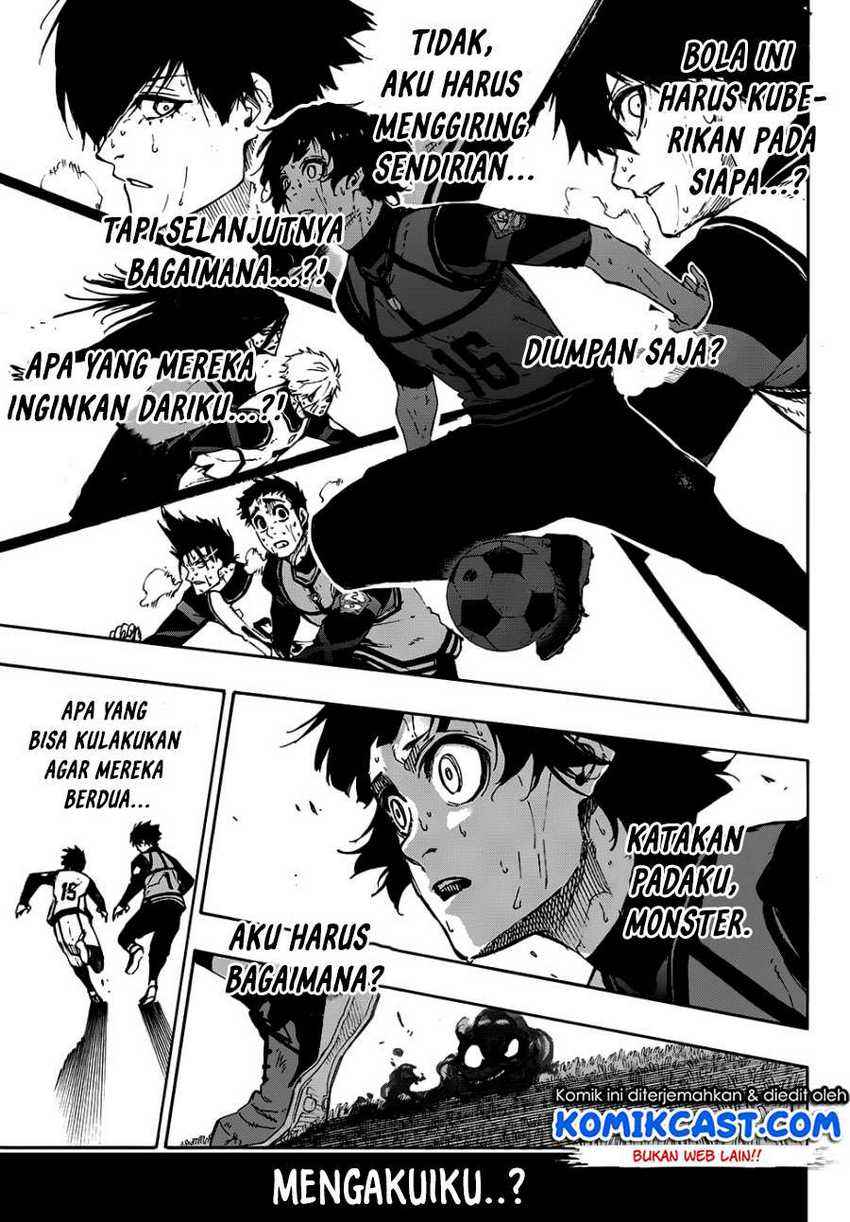 BOLA INI
HARUS KUBE-
RIKAN PADA
SIAPA...?
TIDAK,
AKU HARUS
MENGGIRING
SENDIRIAN...
TAPI SELANJUTNYA
BAGAIMANA...?!
DIUMPAN SAJA?
APA YANG MEREKA
INGINKAN DARIKU...?!
16
KATAKAN
PADAKU,
MONSTER.
APA YANG
BISA KULAKUKAN
AGAR MEREKA
BERDUA...
15
AKU HARUS
BAGAIMANA?
Komik ini diterjemahkan & diedit oleh
KOMIKCAST.COM
BUKAN WEB LAIN!!
MENGAKUIKU..?